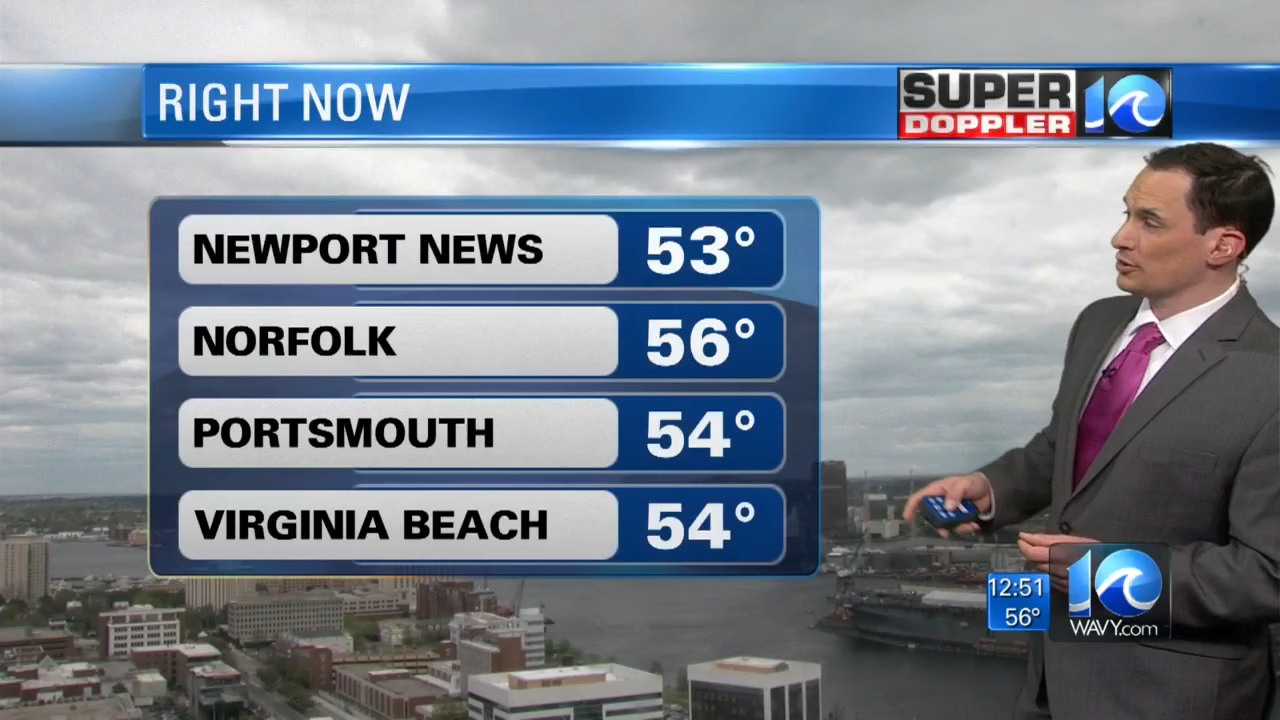 RIGHT NOW
SUPER
DOPPLER
10
NEWPORT NEWS 53°
NORFOLK 56°
PORTSMOUTH 54°
VIRGINIA BEACH 54°
12:51
56°
10
WAVY.com